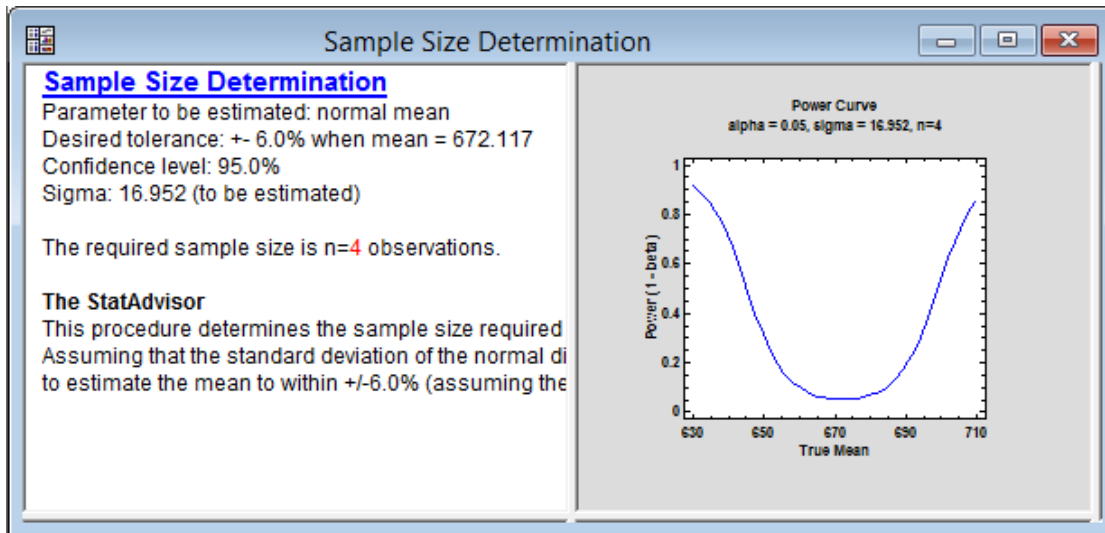 Sample Size Determination
Sample Size Determination
Parameter to be estimated: normal mean
Desired tolerance: +- 6.0% when mean = 672.117
Confidence level: 95.0%
Sigma: 16.952 (to be estimated)
The required sample size is n=4 observations.
The StatAdvisor
This procedure determines the sample size required
Assuming that the standard deviation of the normal di
to estimate the mean to within +/-6.0% (assuming the
Power Curve
alpha = 0.05, sigma = 16.952, n=4
1
0.8
0.6
0.4
0.2
0
Power (1 - beta)
630 650 670 690 710
True Mean